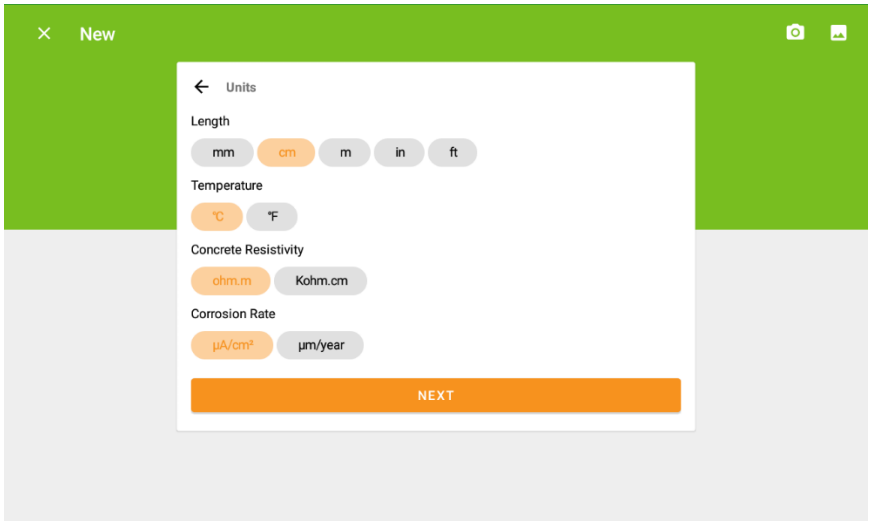 New
Units
Length
mm cm m in ft
Temperature
°C °F
Concrete Resistivity
ohm.m Kohm.cm
Corrosion Rate
µA/cm² µm/year
NEXT